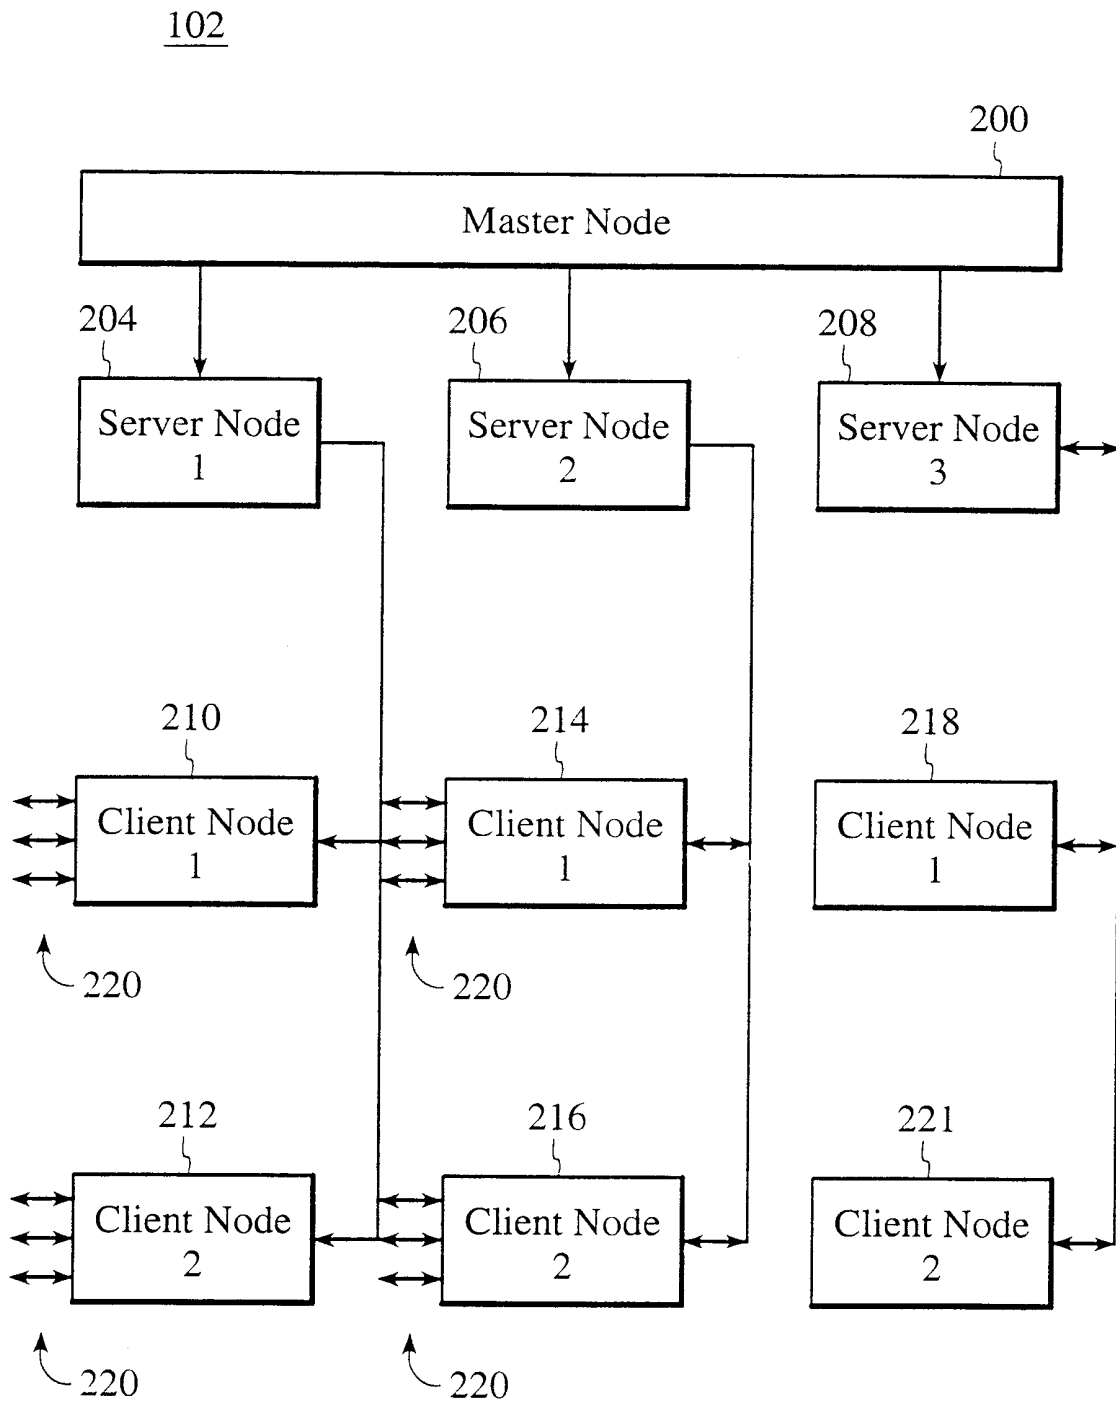 102
200
Master Node
204
206
208
Server Node
1
Server Node
2
Server Node
3
210
214
218
Client Node
1
Client Node
1
Client Node
1
220
220
212
216
221
Client Node
2
Client Node
2
Client Node
2
220
220